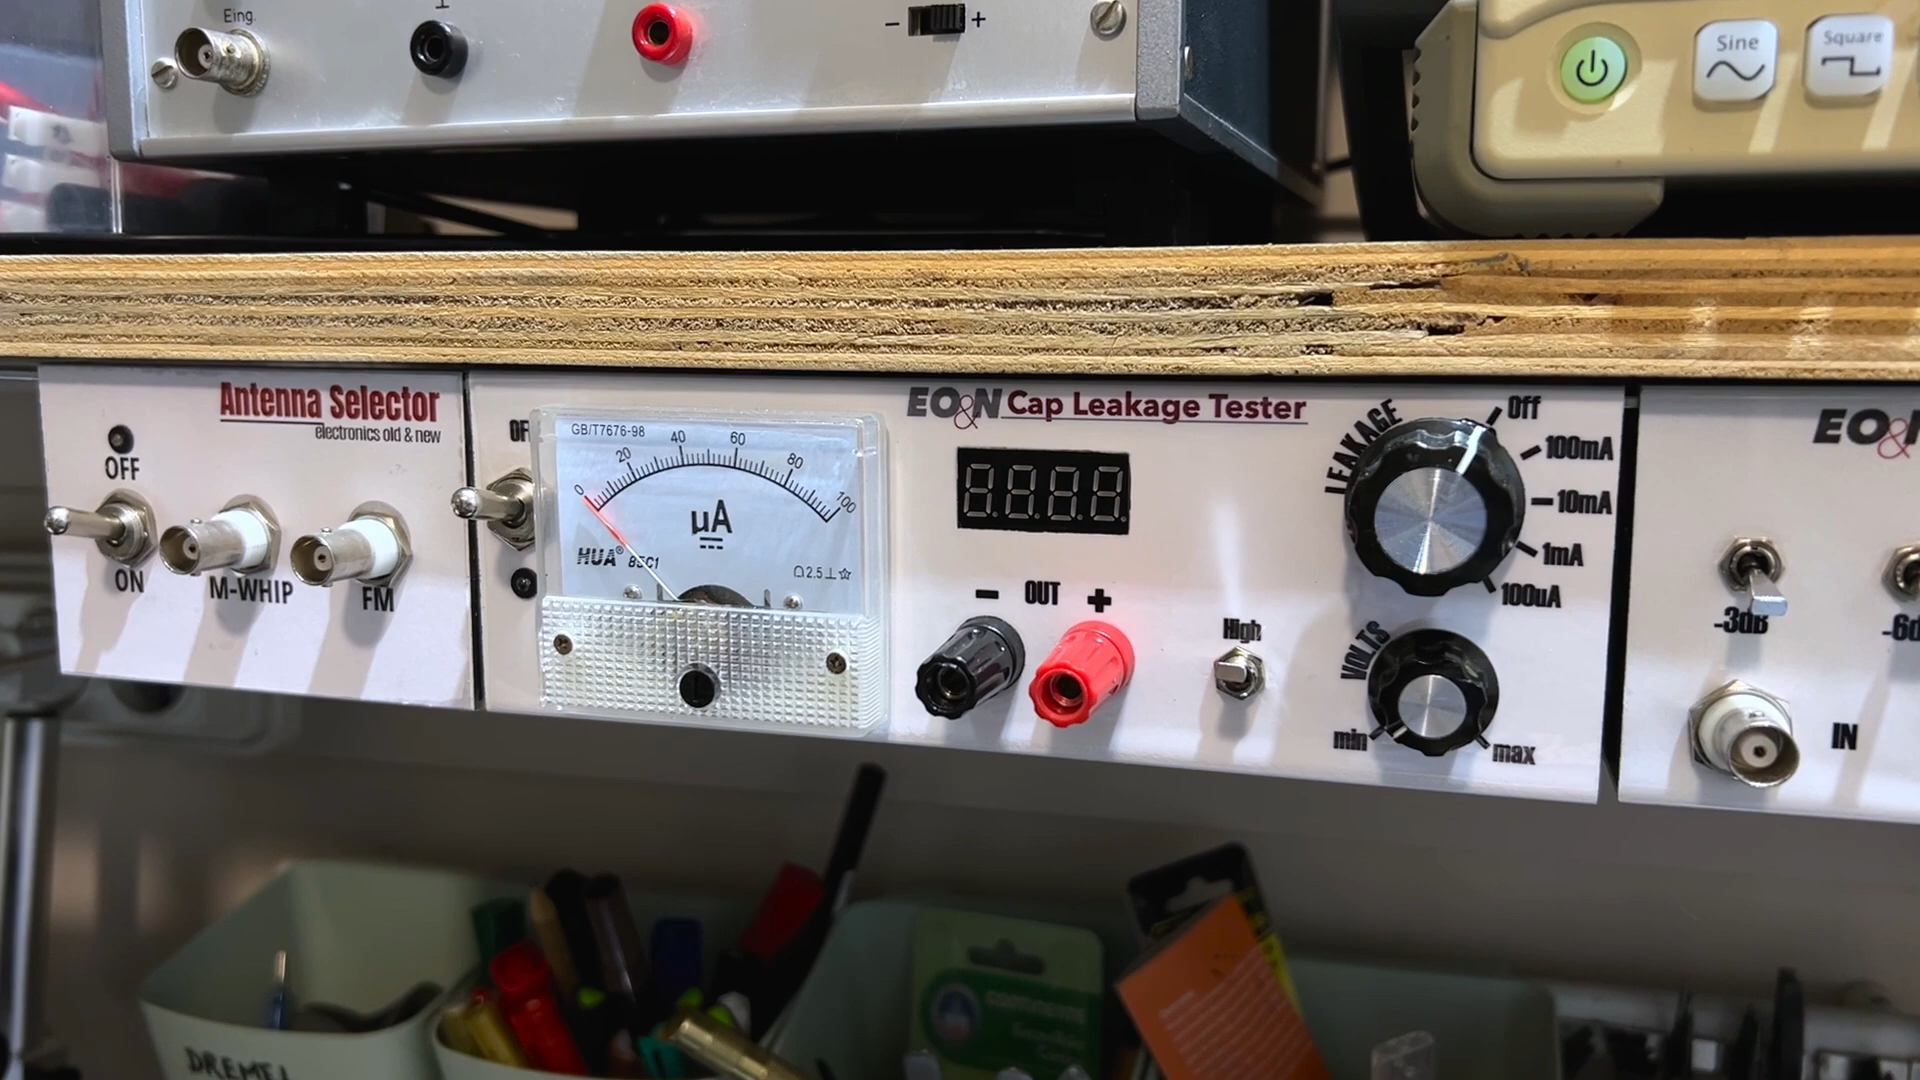 Eing.
- +
Sine
Square
Antenna Selector
electronics old & new
OFF
ON
M-WHIP
FM
GB/T7676-98
0 20 40 60 80 100
µA
HUA® 85C1
2.5
EO&N Cap Leakage Tester
- OUT +
High
LEAKAGE
Off
100mA
10mA
1mA
100uA
VOLTS
min
max
-3dB
IN
DREMEL